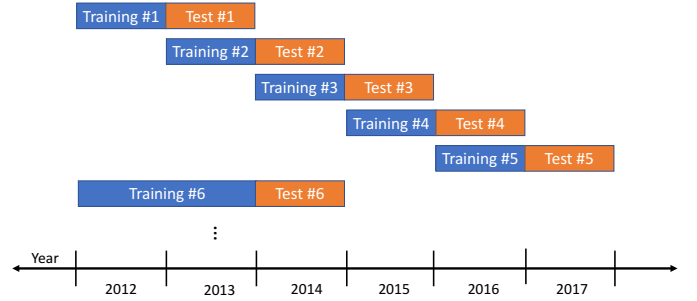 Training #1 Test #1
Training #2 Test #2
Training #3 Test #3
Training #4 Test #4
Training #5 Test #5
Training #6 Test #6
⋮
Year
2012 2013 2014 2015 2016 2017